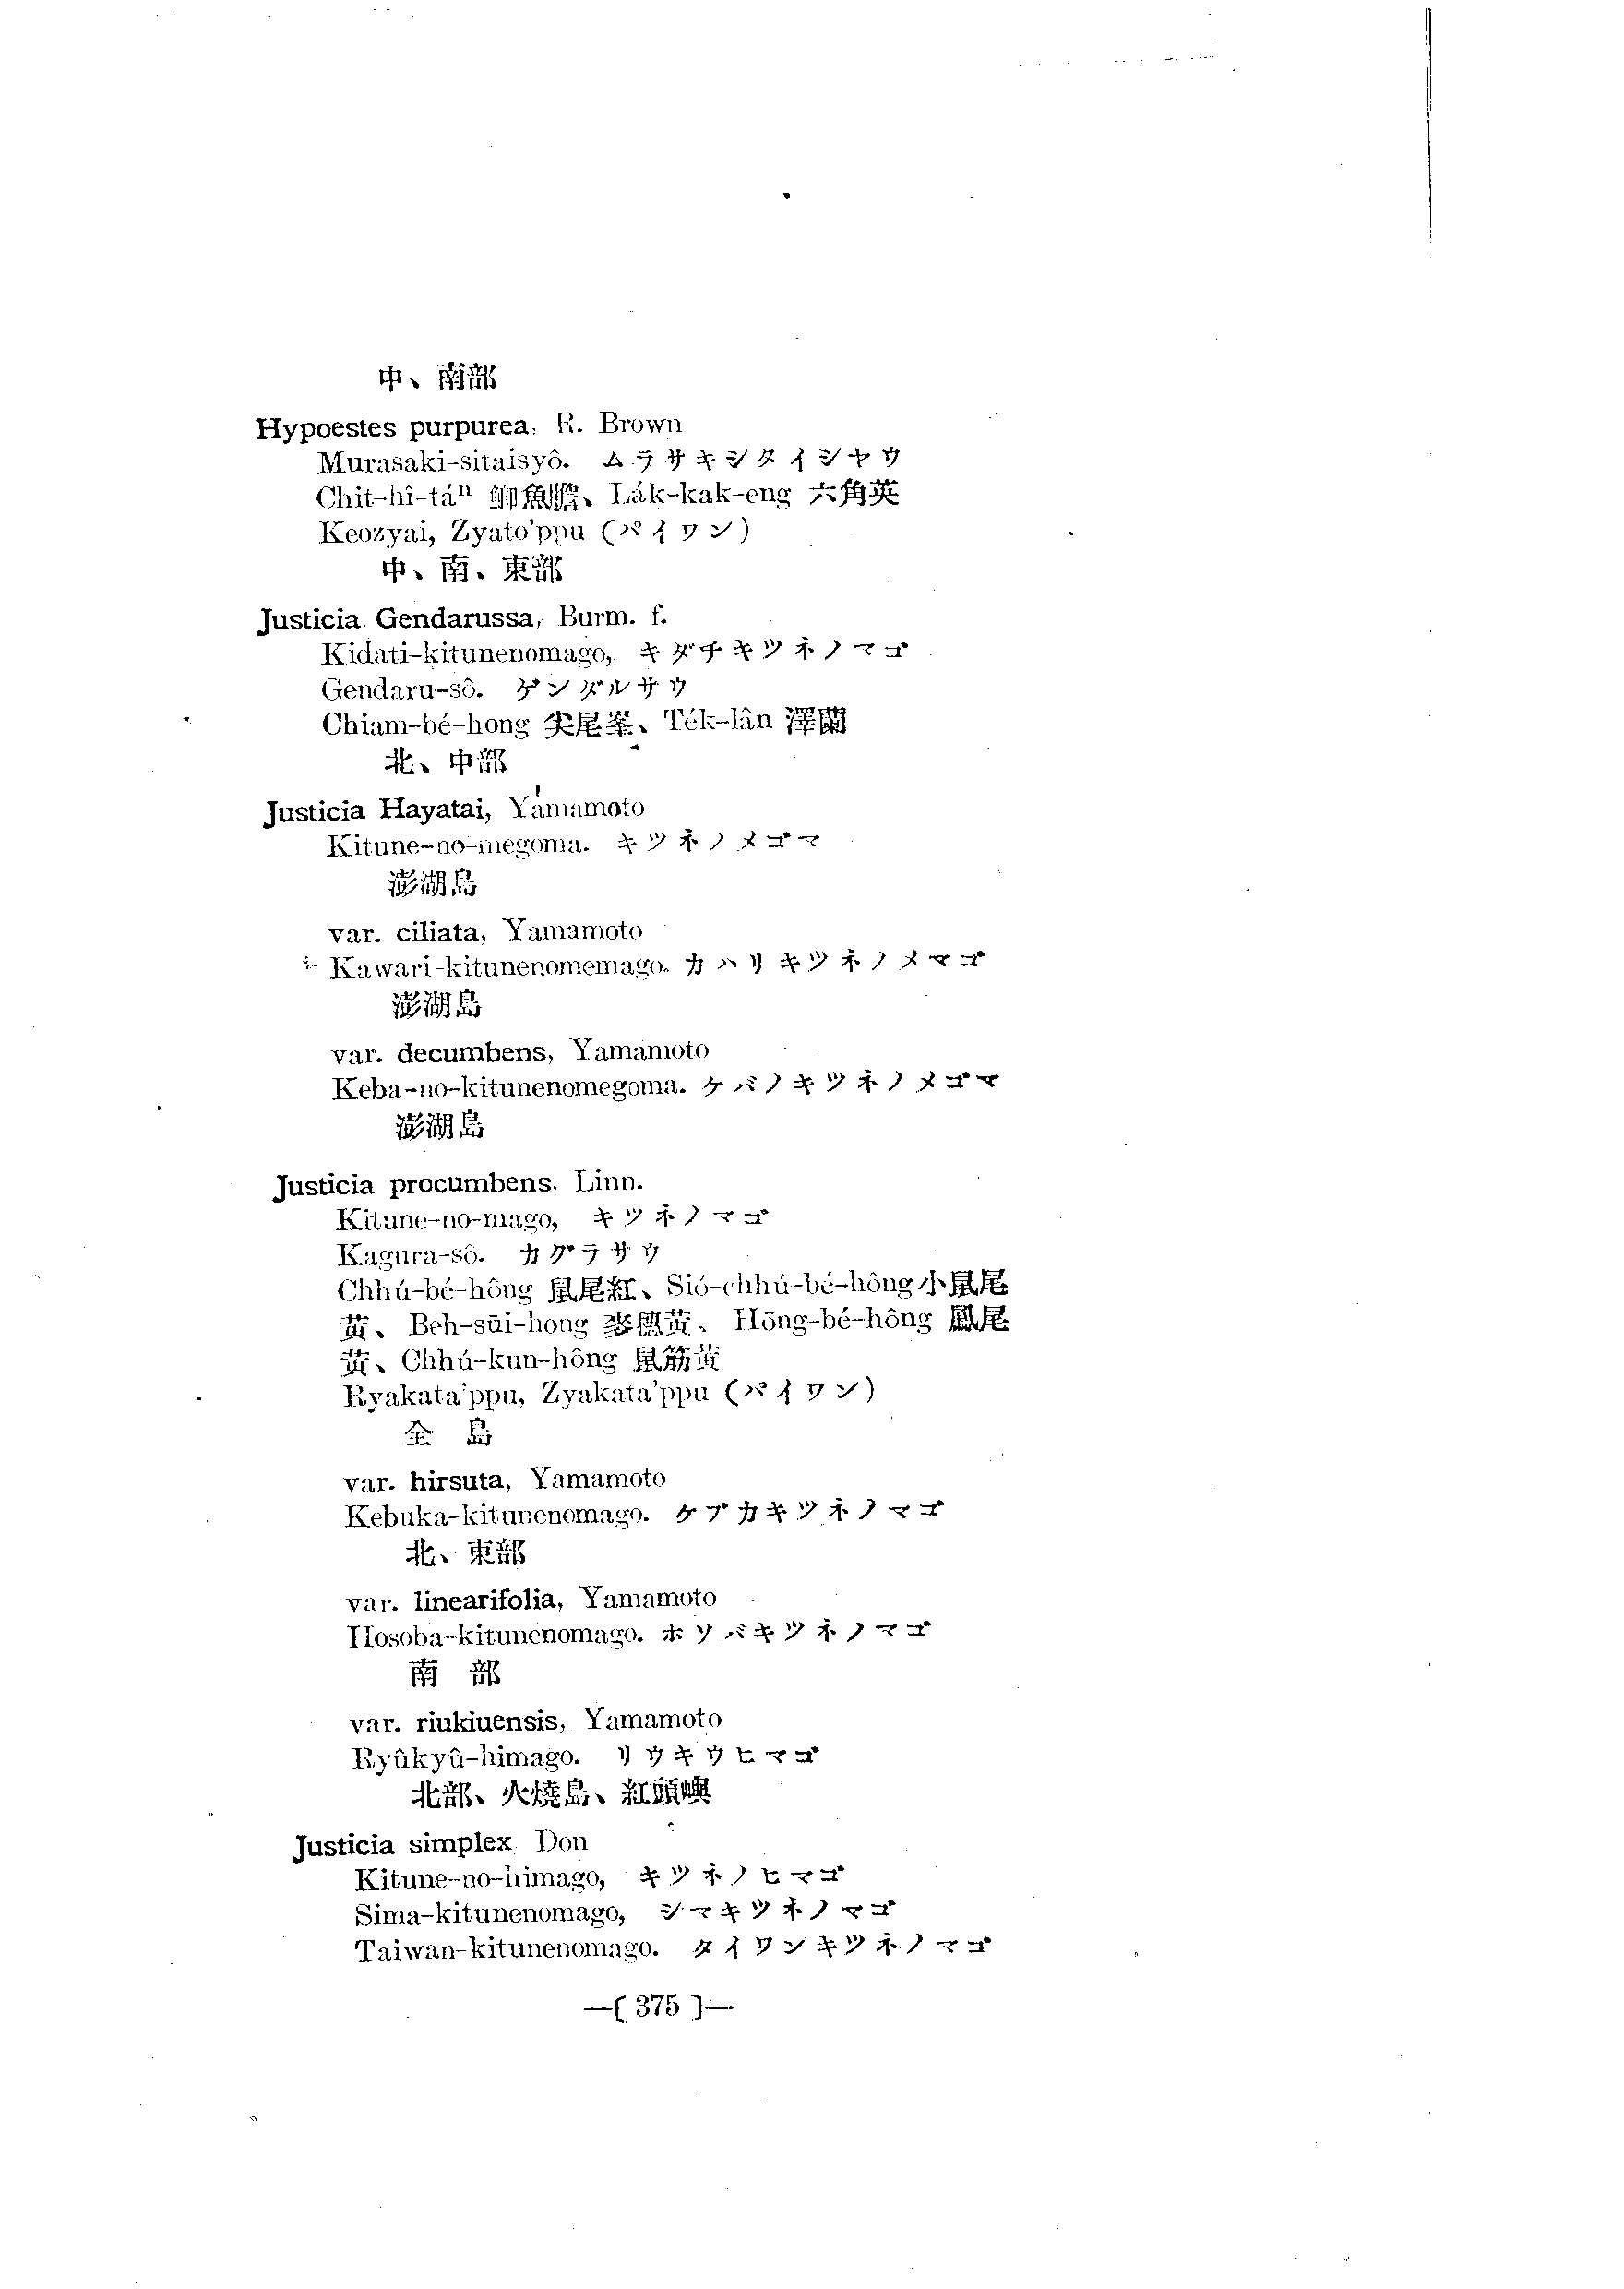 中、南部
Hypoestes purpurea, R. Brown
Murasaki-sitaisyô. ムラサキシタイシヤウ
Chit-hî-táⁿ 鯽魚膽、Lák-kak-eng 六角英
Keozyai, Zyato'ppu (パイワン)
中、南、東部
Justicia Gendarussa, Burm. f.
Kidati-kitunenomago, キダチキツネノマゴ
Gendaru-sô. ゲンダルサウ
Chiam-bé-hong 尖尾峯、Ték-lân 澤蘭
北、中部
Justicia Hayatai, Yamamoto
Kitune-no-megoma. キツネノメゴマ
澎湖島
var. ciliata, Yamamoto
Kawari-kitunenomemago. カハリキツネノメマゴ
澎湖島
var. decumbens, Yamamoto
Keba-no-kitunenomegoma. ケバノキツネノメゴマ
澎湖島
Justicia procumbens, Linn.
Kitune-no-mago, キツネノマゴ
Kagura-sô. カグラサウ
Chhú-bé-hông 鼠尾紅、Sió-chhú-bé-hông 小鼠尾
黃、Beh-sūi-hong 麥穗黃、Hōng-bé-hông 鳳尾
黃、Chhú-kun-hông 鼠筋黃
Ryakata'ppu, Zyakata'ppu (パイワン)
全 島
var. hirsuta, Yamamoto
Kebuka-kitunenomago. ケブカキツネノマゴ
北、東部
var. linearifolia, Yamamoto
Hosoba-kitunenomago. ホソバキツネノマゴ
南 部
var. riukiuensis, Yamamoto
Ryûkyû-himago. リウキウヒマゴ
北部、火燒島、紅頭嶼
Justicia simplex Don
Kitune-no-himago, キツネノヒマゴ
Sima-kitunenomago, シマキツネノマゴ
Taiwan-kitunenomago. タイワンキツネノマゴ
—( 375 )—